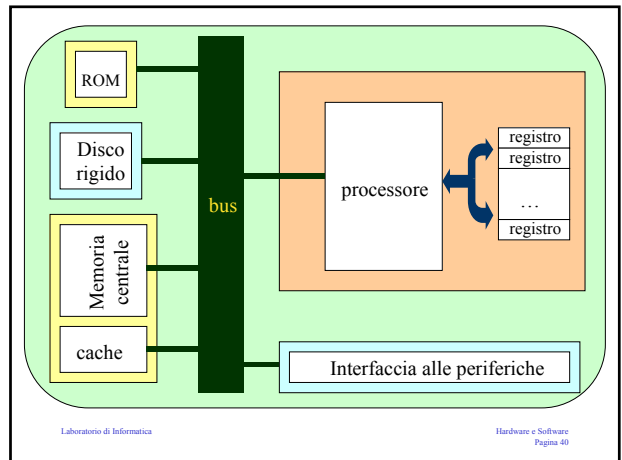 ROM
Disco
rigido
Memoria
centrale
cache
bus
processore
registro
registro
…
registro
Interfaccia alle periferiche
Laboratorio di Informatica
Hardware e Software
Pagina 40